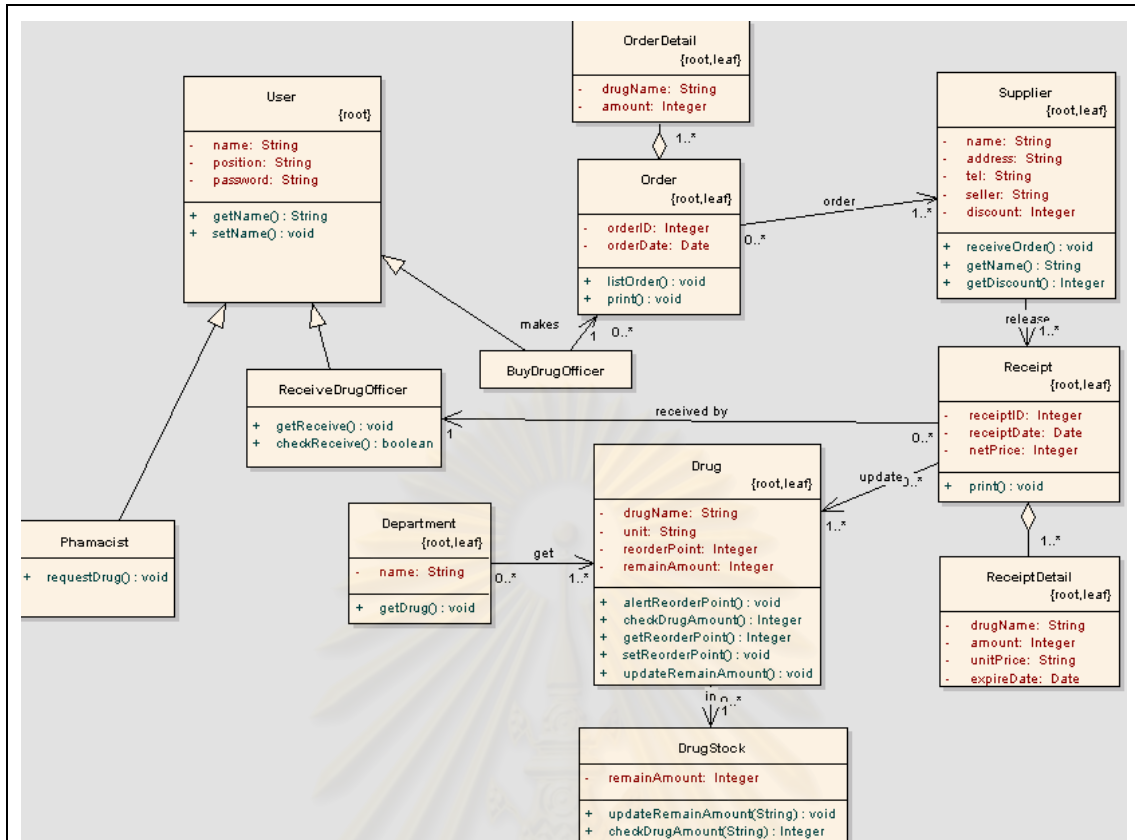 OrderDetail
{root,leaf}
- drugName: String
- amount: Integer
1..*
User
{root}
- name: String
- position: String
- password: String
+ getName() : String
+ setName() : void
Order
{root,leaf}
- orderID: Integer
- orderDate: Date
+ listOrder() : void
+ print() : void
order
0..*
1..*
Supplier
{root,leaf}
- name: String
- address: String
- tel: String
- seller: String
- discount: Integer
+ receiveOrder() : void
+ getName() : String
+ getDiscount() : Integer
release
1..*
makes
1
0..*
BuyDrugOfficer
ReceiveDrugOfficer
+ getReceive() : void
+ checkReceive() : boolean
received by
1
0..*
Receipt
{root,leaf}
- receiptID: Integer
- receiptDate: Date
- netPrice: Integer
+ print() : void
update
0..*
1..*
Phamacist
+ requestDrug() : void
Department
{root,leaf}
- name: String
+ getDrug() : void
get
0..*
1..*
Drug
{root,leaf}
- drugName: String
- unit: String
- reorderPoint: Integer
- remainAmount: Integer
+ alertReorderPoint() : void
+ checkDrugAmount() : Integer
+ getReorderPoint() : Integer
+ setReorderPoint() : void
+ updateRemainAmount() : void
1..*
ReceiptDetail
{root,leaf}
- drugName: String
- amount: Integer
- unitPrice: String
- expireDate: Date
in
0..*
1
DrugStock
- remainAmount: Integer
+ updateRemainAmount(String) : void
+ checkDrugAmount(String) : Integer